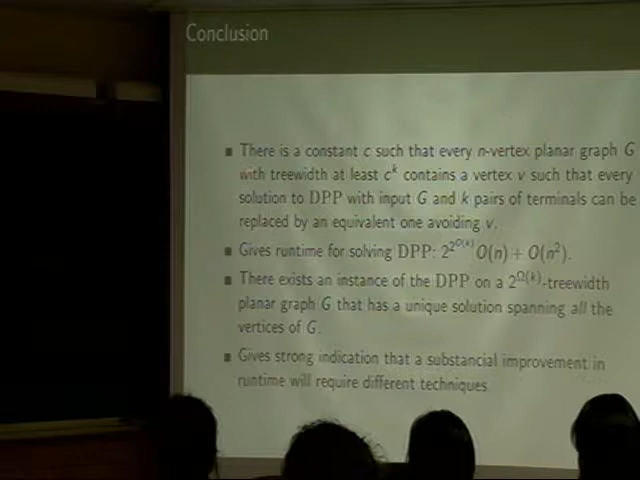 Conclusion
There is a constant c such that every n-vertex planar graph G
with treewidth at least c^k contains a vertex v such that every
solution to DPP with input G and k pairs of terminals can be
replaced by an equivalent one avoiding v.
Gives runtime for solving DPP: 2^{2^{O(k)}} O(n) + O(n²).
There exists an instance of the DPP on a 2^{Ω(k)}-treewidth
planar graph G that has a unique solution spanning all the
vertices of G.
Gives strong indication that a substancial improvement in
runtime will require different techniques